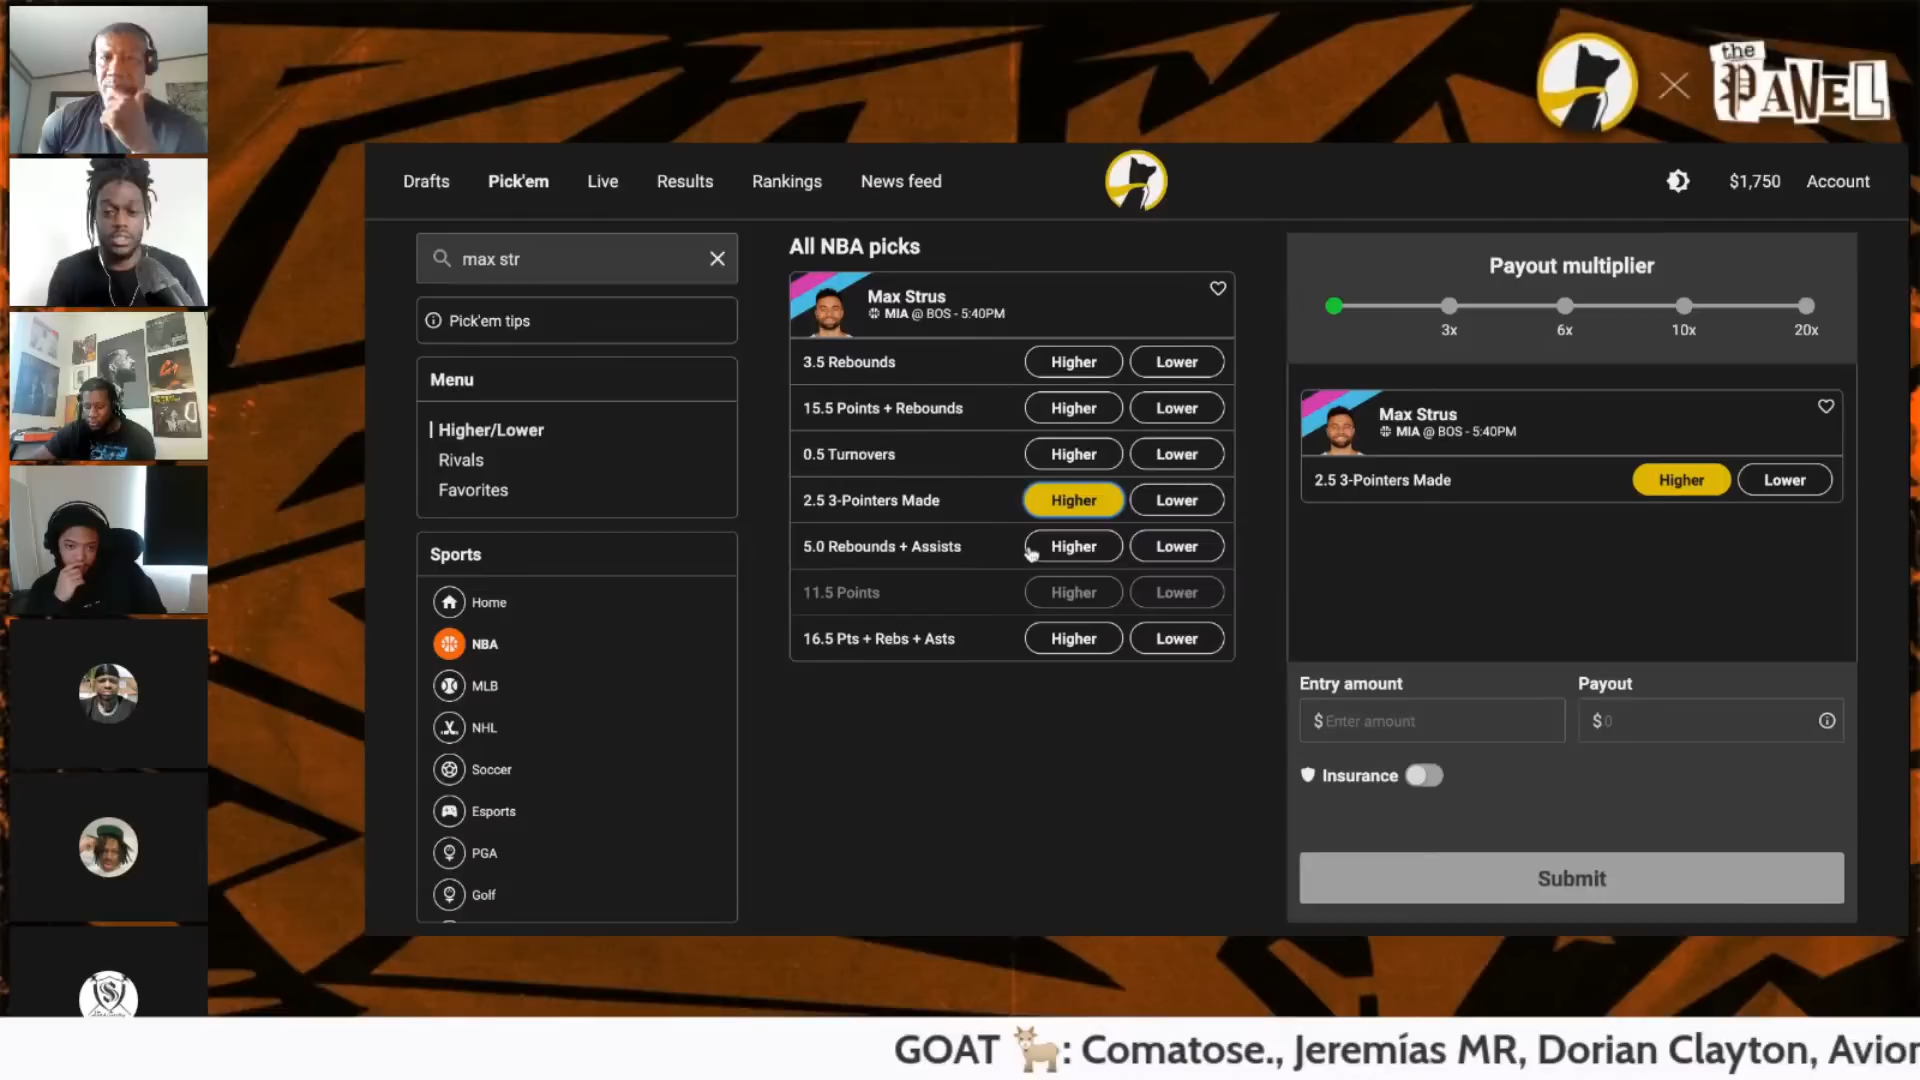 the
PANEL
Drafts Pick'em Live Results Rankings News feed $1,750 Account
max str
Pick'em tips
Menu
Higher/Lower
Rivals
Favorites
Sports
Home
NBA
MLB
NHL
Soccer
Esports
PGA
Golf
All NBA picks
Max Strus
MIA @ BOS - 5:40PM
3.5 Rebounds Higher Lower
15.5 Points + Rebounds Higher Lower
0.5 Turnovers Higher Lower
2.5 3-Pointers Made Higher Lower
5.0 Rebounds + Assists Higher Lower
11.5 Points Higher Lower
16.5 Pts + Rebs + Asts Higher Lower
Payout multiplier
3x 6x 10x 20x
Max Strus
MIA @ BOS - 5:40PM
2.5 3-Pointers Made Higher Lower
Entry amount Payout
$ Enter amount $ 0
Insurance
Submit
GOAT 🐐: Comatose., Jeremías MR, Dorian Clayton, Avior